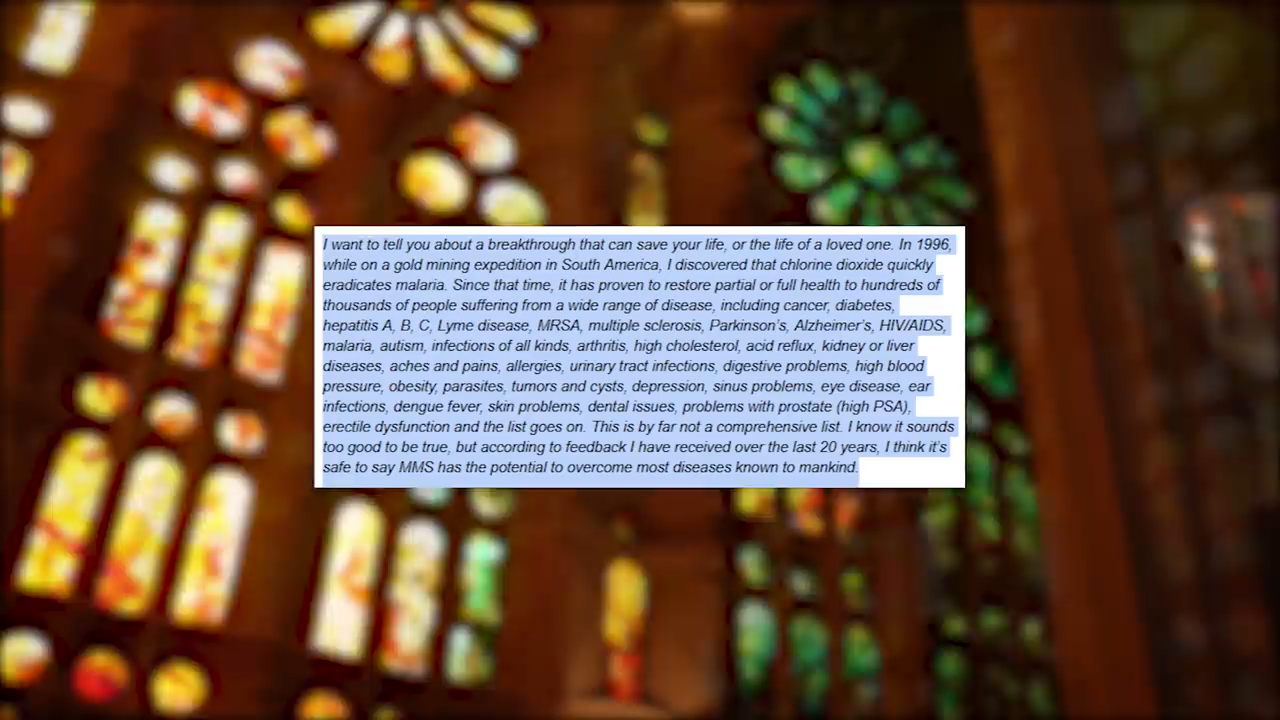 I want to tell you about a breakthrough that can save your life, or the life of a loved one. In 1996,
while on a gold mining expedition in South America, I discovered that chlorine dioxide quickly
eradicates malaria. Since that time, it has proven to restore partial or full health to hundreds of
thousands of people suffering from a wide range of disease, including cancer, diabetes,
hepatitis A, B, C, Lyme disease, MRSA, multiple sclerosis, Parkinson's, Alzheimer's, HIV/AIDS,
malaria, autism, infections of all kinds, arthritis, high cholesterol, acid reflux, kidney or liver
diseases, aches and pains, allergies, urinary tract infections, digestive problems, high blood
pressure, obesity, parasites, tumors and cysts, depression, sinus problems, eye disease, ear
infections, dengue fever, skin problems, dental issues, problems with prostate (high PSA),
erectile dysfunction and the list goes on. This is by far not a comprehensive list. I know it sounds
too good to be true, but according to feedback I have received over the last 20 years, I think it's
safe to say MMS has the potential to overcome most diseases known to mankind.